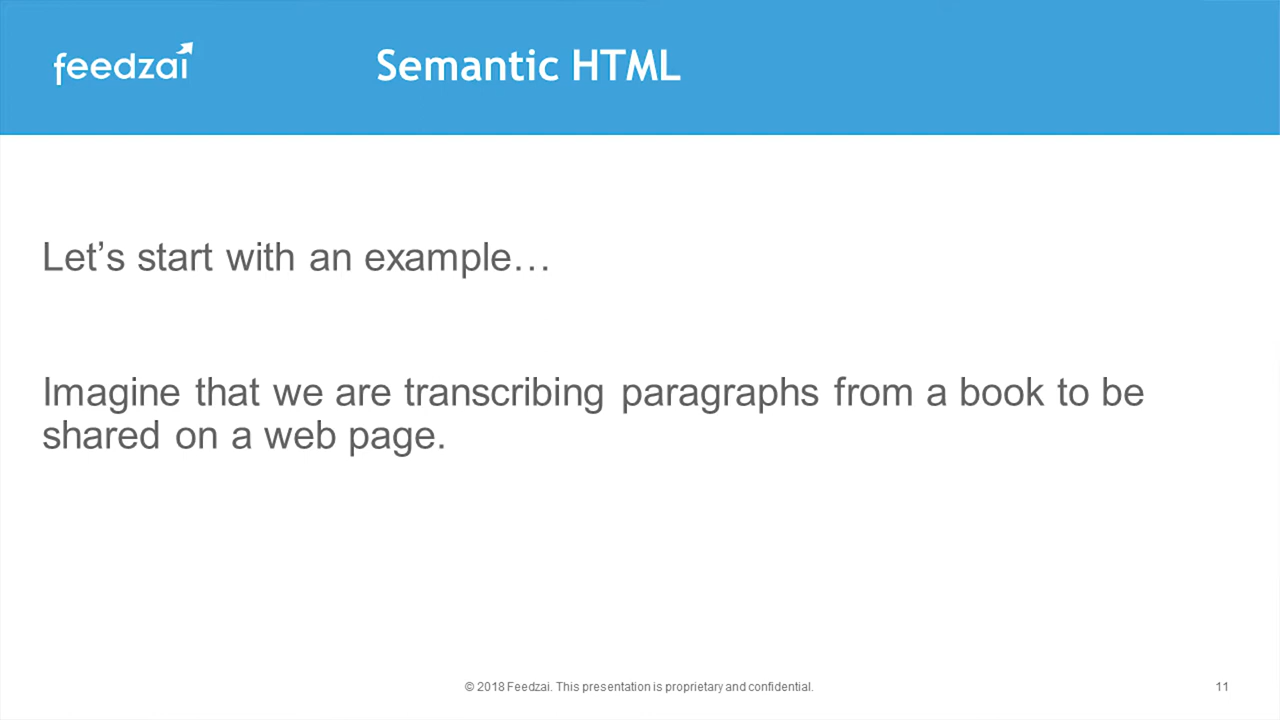 feedzai
Semantic HTML
Let’s start with an example…
Imagine that we are transcribing paragraphs from a book to be
shared on a web page.
© 2018 Feedzai. This presentation is proprietary and confidential.
11